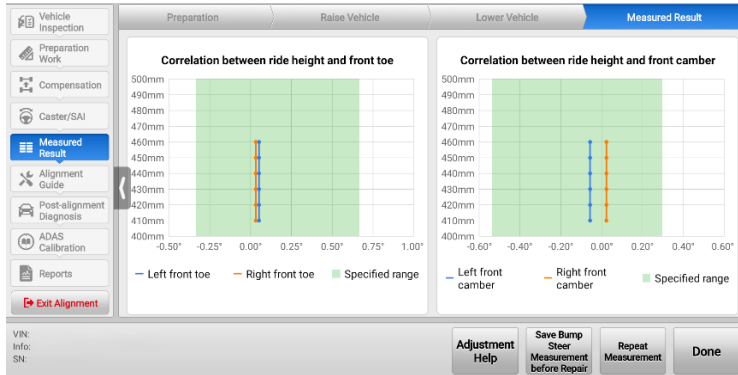 Preparation
Raise Vehicle
Lower Vehicle
Measured Result
Vehicle
Inspection
Preparation
Work
Compensation
Caster/SAI
Measured
Result
Alignment
Guide
Post-alignment
Diagnosis
ADAS
Calibration
Reports
Exit Alignment
Correlation between ride height and front toe
500mm
490mm
480mm
470mm
460mm
450mm
440mm
430mm
420mm
410mm
400mm
-0.50° -0.25° 0.00° 0.25° 0.50° 0.75° 1.00°
Left front toe Right front toe Specified range
Correlation between ride height and front camber
500mm
490mm
480mm
470mm
460mm
450mm
440mm
430mm
420mm
410mm
400mm
-0.60° -0.40° -0.20° 0.00° 0.20° 0.40° 0.60°
Left front
camber
Right front
camber
Specified range
VIN:
Info:
SN:
Adjustment
Help
Save Bump
Steer
Measurement
before Repair
Repeat
Measurement
Done